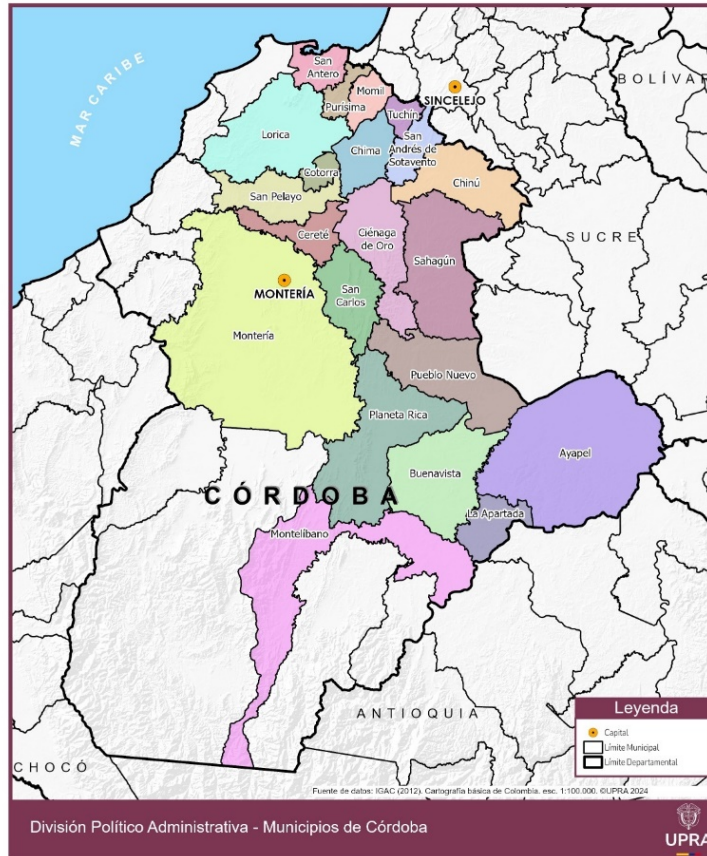 MAR CARIBE
BOLÍVAR
San
Antero
Momil
Purísima
SINCELEJO
Tuchín
Lorica
Chima
San
Andrés de
Sotavento
Cotorra
Chinú
San Pelayo
Cereté
Ciénaga
de Oro
SUCRE
Sahagún
MONTERÍA
San
Carlos
Montería
Pueblo Nuevo
Planeta Rica
Ayapel
Buenavista
CÓRDOBA
La Apartada
Montelíbano
Leyenda
Capital
Límite Municipal
Límite Departamental
ANTIOQUIA
CHOCÓ
Fuente de datos: IGAC (2012). Cartografía básica de Colombia. esc. 1:100.000. ©UPRA 2024
División Político Administrativa - Municipios de Córdoba
UPRA